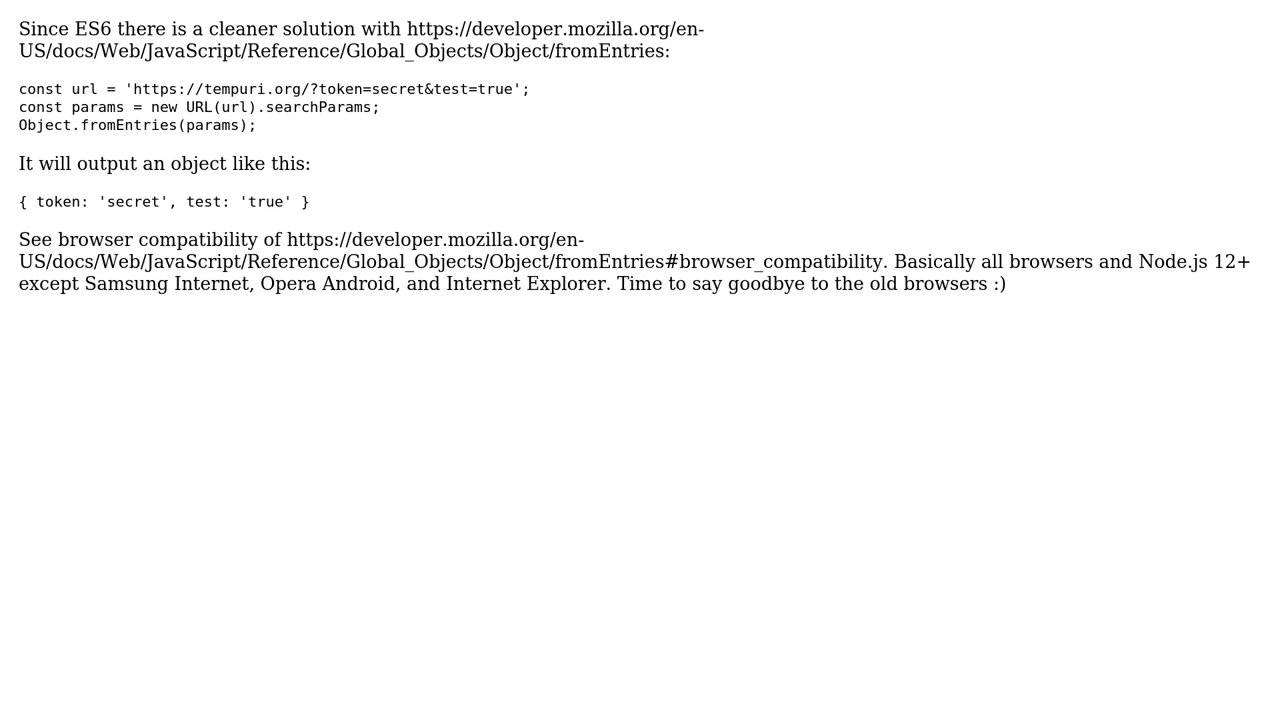 Since ES6 there is a cleaner solution with https://developer.mozilla.org/en-
US/docs/Web/JavaScript/Reference/Global_Objects/Object/fromEntries:
const url = 'https://tempuri.org/?token=secret&test=true';
const params = new URL(url).searchParams;
Object.fromEntries(params);
It will output an object like this:
{ token: 'secret', test: 'true' }
See browser compatibility of https://developer.mozilla.org/en-
US/docs/Web/JavaScript/Reference/Global_Objects/Object/fromEntries#browser_compatibility. Basically all browsers and Node.js 12+
except Samsung Internet, Opera Android, and Internet Explorer. Time to say goodbye to the old browsers :)